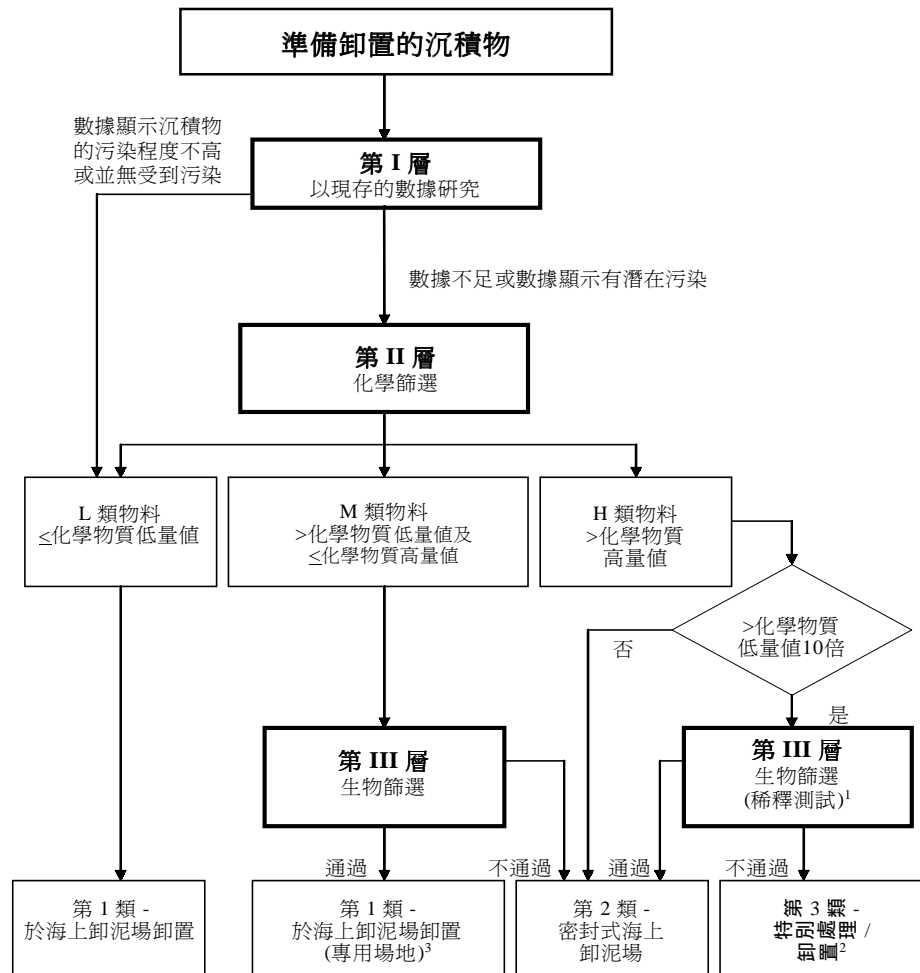 準備卸置的沉積物
數據顯示沉積物
的污染程度不高
或並無受到污染
第 I 層
以現存的數據研究
數據不足或數據顯示有潛在污染
第 II 層
化學篩選
L 類物料
≤化學物質低量值
M 類物料
>化學物質低量值及
≤化學物質高量值
H 類物料
>化學物質
高量值
>化學物質
低量值10倍
否
是
第 III 層
生物篩選
第 III 層
生物篩選
(稀釋測試)¹
通過
不通過
通過
不通過
第 1 類 -
於海上卸泥場卸置
第 1 類 -
於海上卸泥場卸置
(專用場地)³
第 2 類 -
密封式海上
卸泥場
第 3 類 -
特別處理 /
卸置²